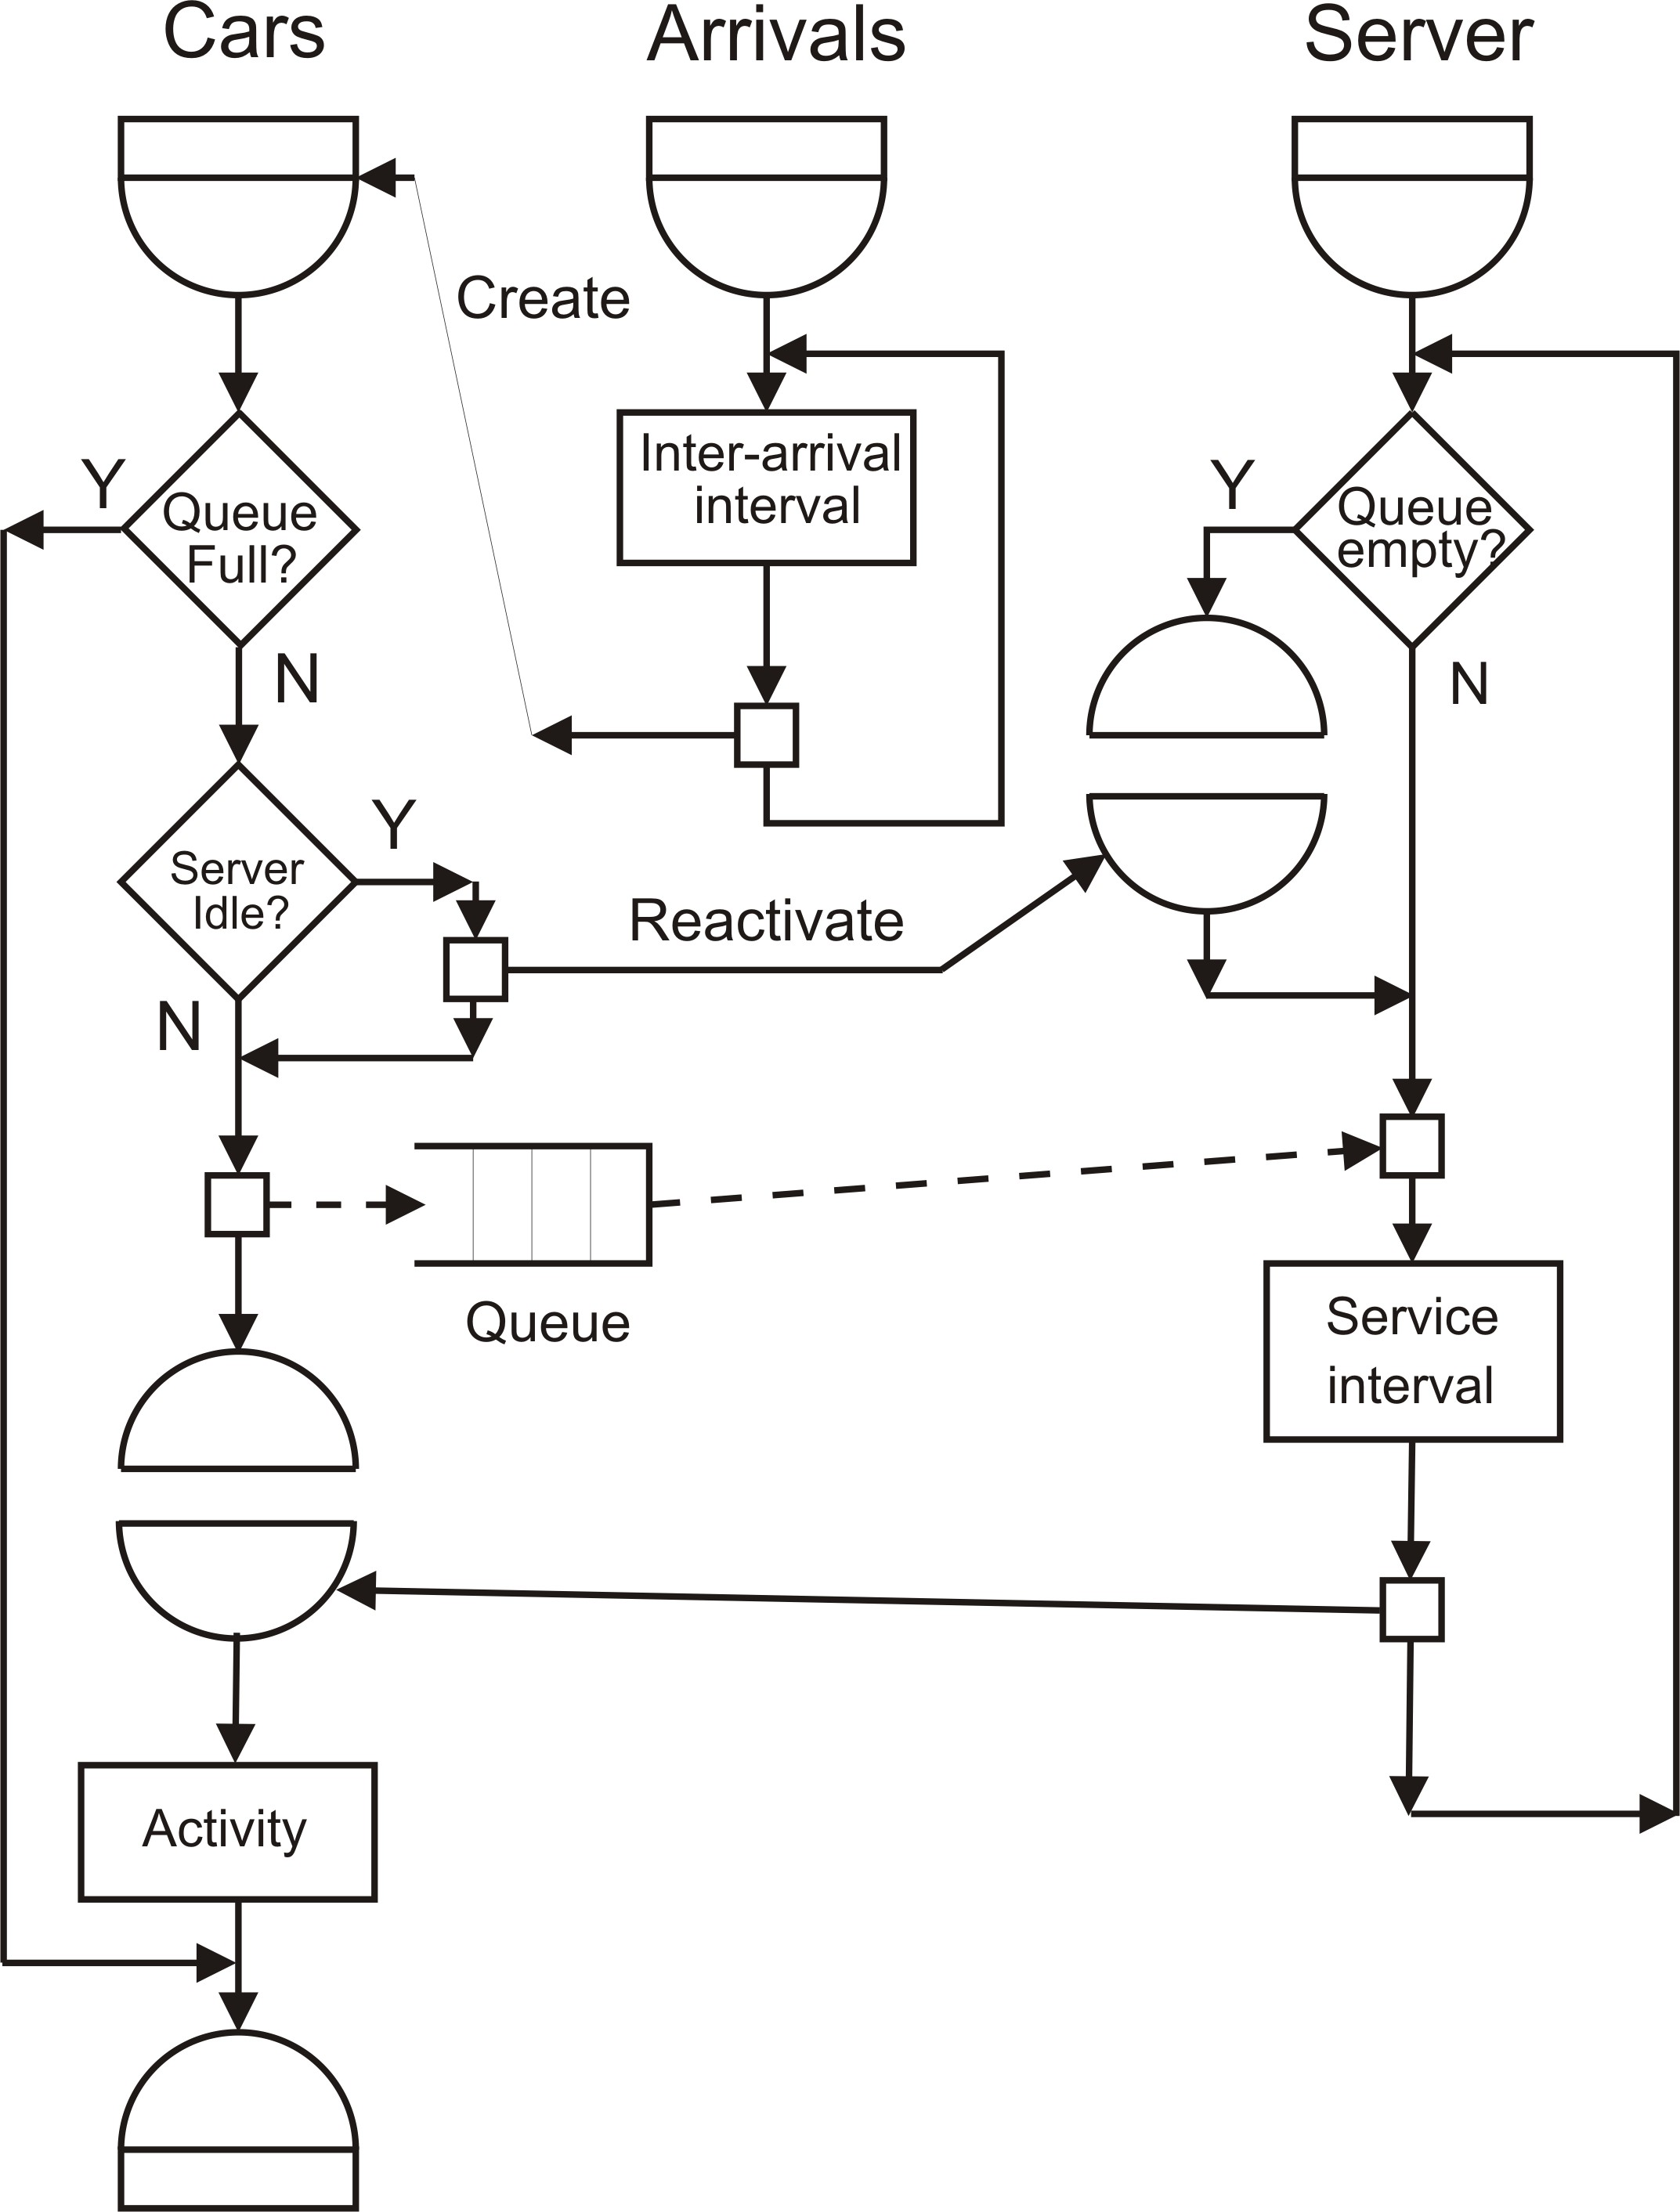 Cars
Arrivals
Server
Create
Inter-arrival
interval
Y
Queue
Full?
Y
Queue
empty?
N
N
Y
Server
Idle?
Reactivate
N
Queue
Service
interval
Activity